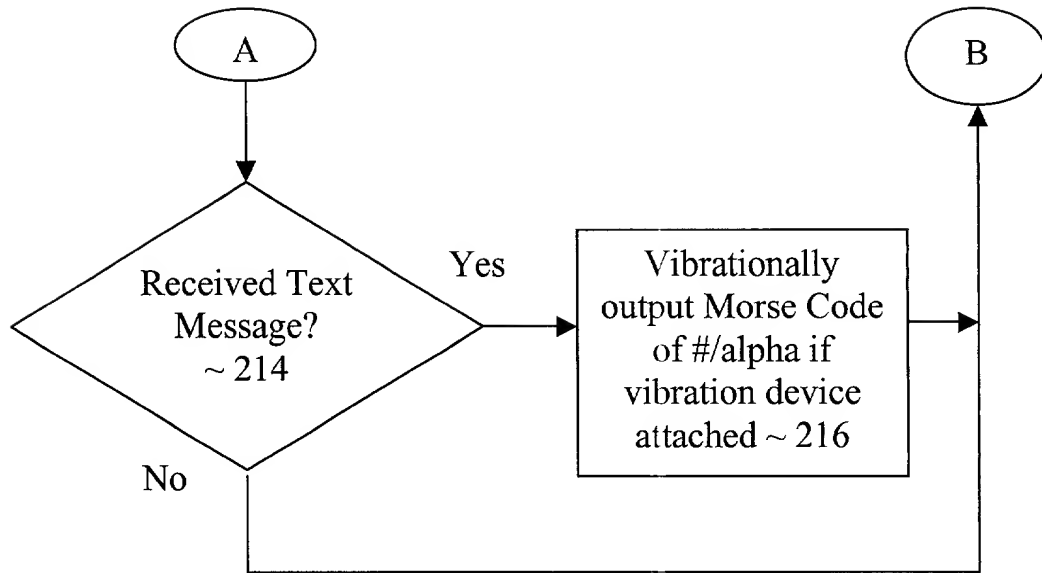 A
B
Received Text
Message?
~ 214
Yes
Vibrationally
output Morse Code
of #/alpha if
vibration device
attached ~ 216
No